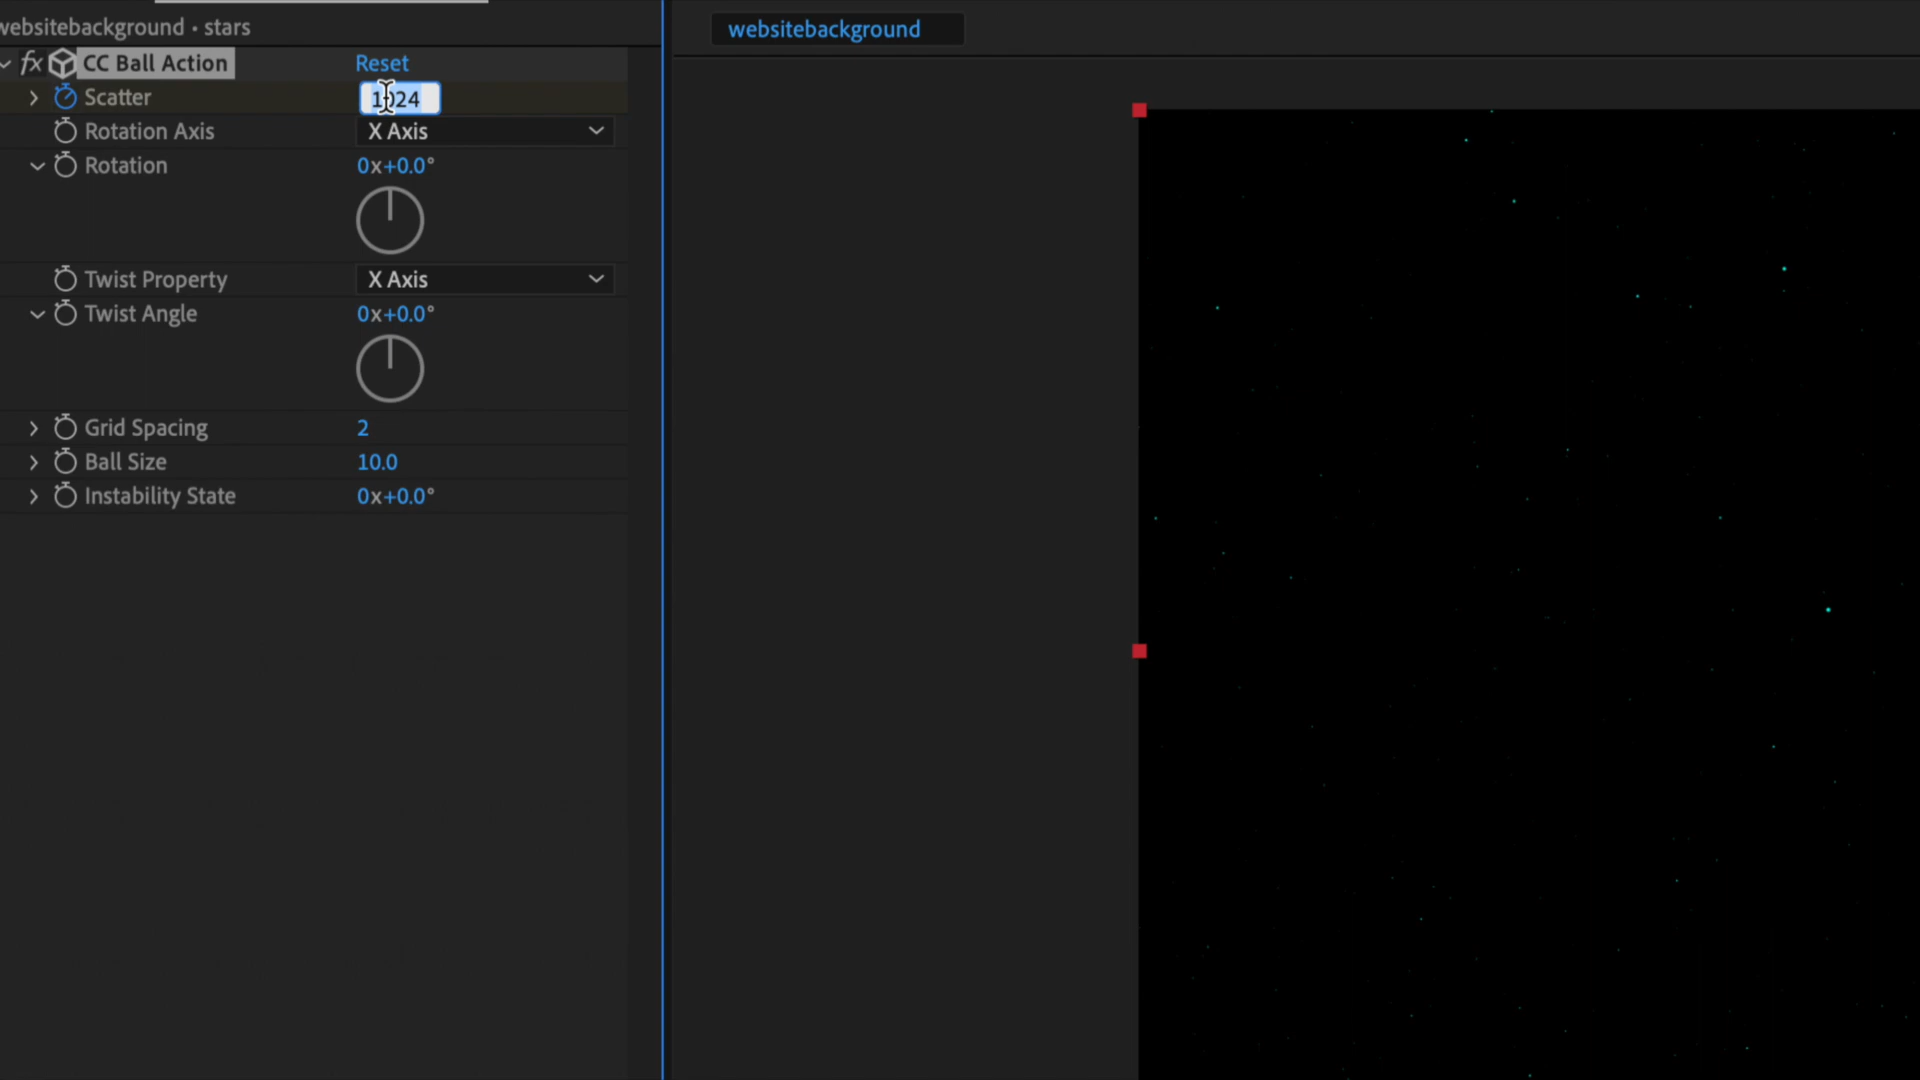 websitebackground • stars
websitebackground
fx CC Ball Action Reset
Scatter 1024
Rotation Axis X Axis
Rotation 0x+0.0°
Twist Property X Axis
Twist Angle 0x+0.0°
Grid Spacing 2
Ball Size 10.0
Instability State 0x+0.0°